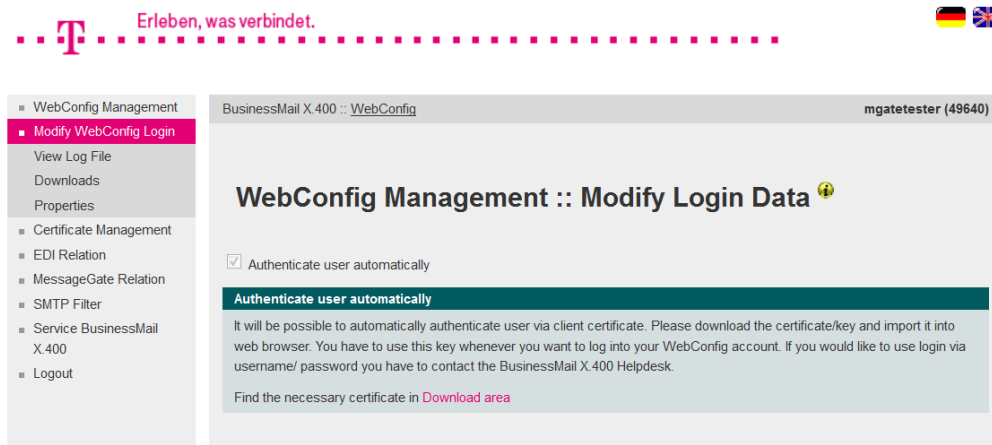 Erleben, was verbindet.
T
WebConfig Management
Modify WebConfig Login
View Log File
Downloads
Properties
Certificate Management
EDI Relation
MessageGate Relation
SMTP Filter
Service BusinessMail
X.400
Logout
BusinessMail X.400 :: WebConfig
mgatetester (49640)
WebConfig Management :: Modify Login Data
Authenticate user automatically
Authenticate user automatically
It will be possible to automatically authenticate user via client certificate. Please download the certificate/key and import it into
web browser. You have to use this key whenever you want to log into your WebConfig account. If you would like to use login via
username/ password you have to contact the BusinessMail X.400 Helpdesk.
Find the necessary certificate in Download area